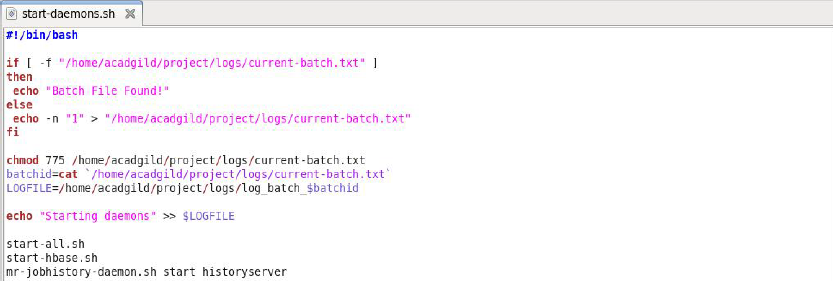 start-daemons.sh
#!/bin/bash
if [ -f "/home/acadgild/project/logs/current-batch.txt" ]
then
 echo "Batch File Found!"
else
 echo -n "1" > "/home/acadgild/project/logs/current-batch.txt"
fi
chmod 775 /home/acadgild/project/logs/current-batch.txt
batchid=cat `/home/acadgild/project/logs/current-batch.txt`
LOGFILE=/home/acadgild/project/logs/log_batch_$batchid
echo "Starting daemons" >> $LOGFILE
start-all.sh
start-hbase.sh
mr-jobhistory-daemon.sh start historyserver